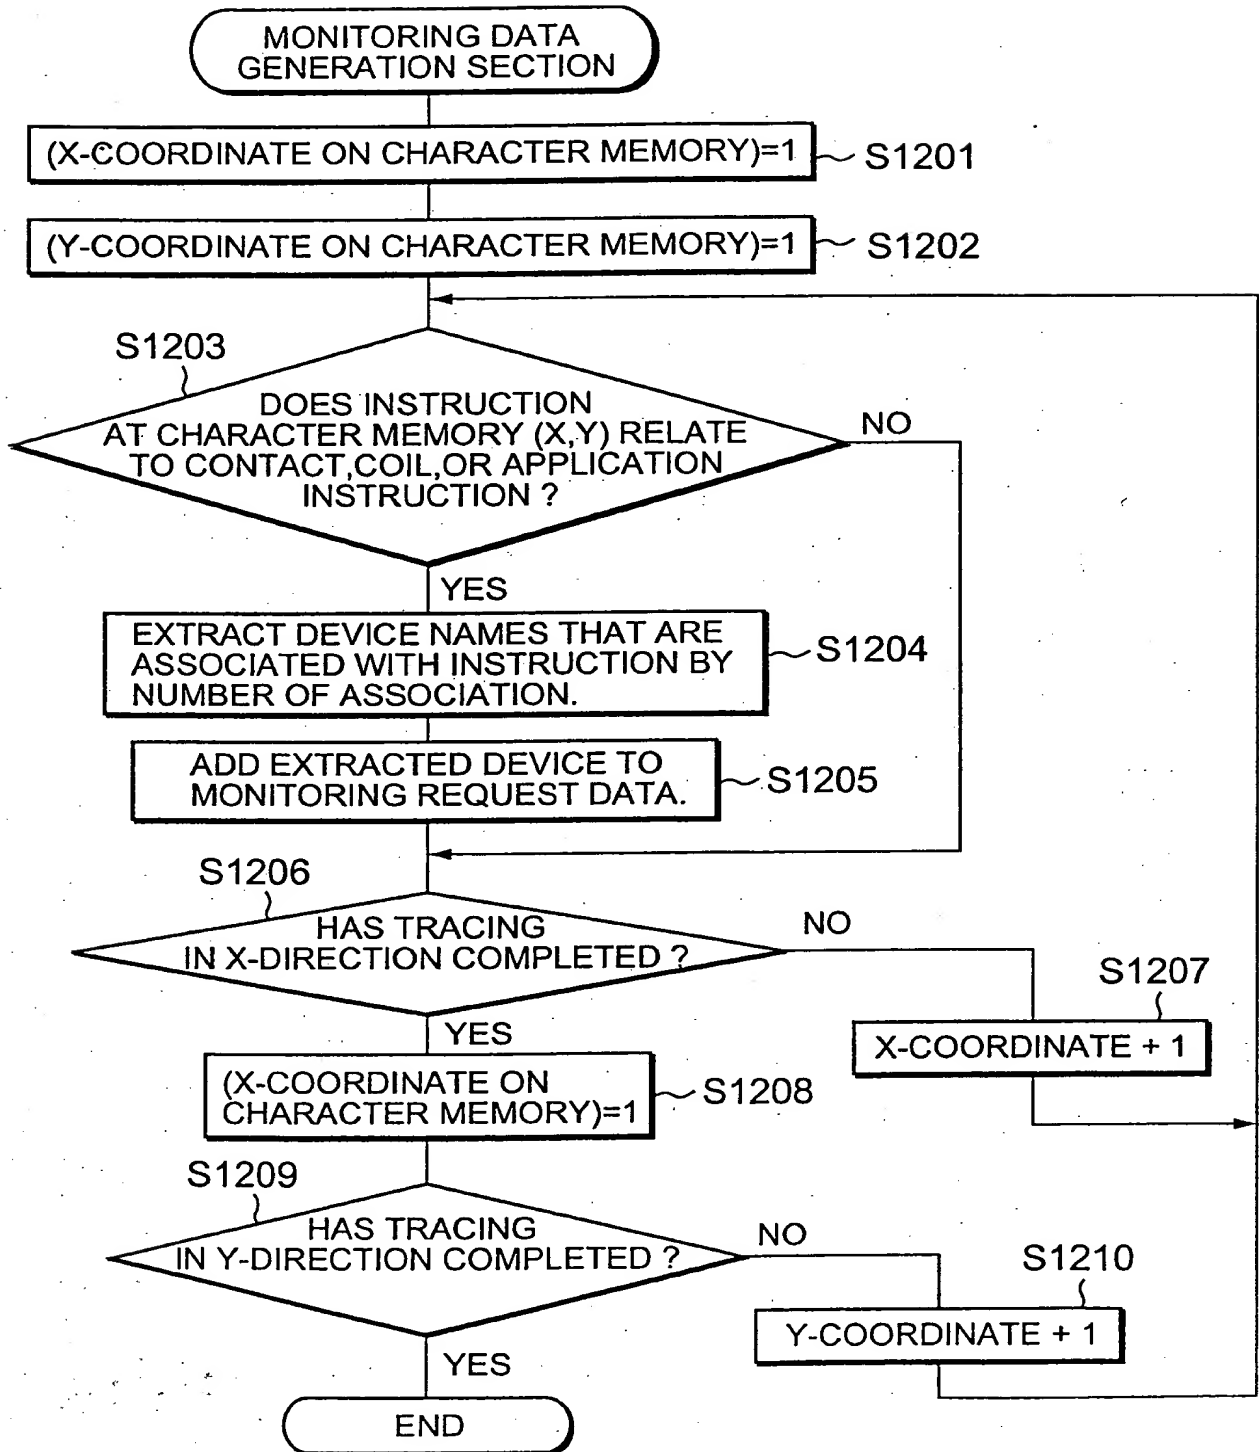 MONITORING DATA
GENERATION SECTION
(X-COORDINATE ON CHARACTER MEMORY)=1
S1201
(Y-COORDINATE ON CHARACTER MEMORY)=1
S1202
S1203
DOES INSTRUCTION
AT CHARACTER MEMORY (X,Y) RELATE
TO CONTACT,COIL,OR APPLICATION
INSTRUCTION ?
NO
YES
EXTRACT DEVICE NAMES THAT ARE
ASSOCIATED WITH INSTRUCTION BY
NUMBER OF ASSOCIATION.
S1204
ADD EXTRACTED DEVICE TO
MONITORING REQUEST DATA.
S1205
S1206
HAS TRACING
IN X-DIRECTION COMPLETED ?
NO
S1207
X-COORDINATE + 1
YES
(X-COORDINATE ON
CHARACTER MEMORY)=1
S1208
S1209
HAS TRACING
IN Y-DIRECTION COMPLETED ?
NO
S1210
Y-COORDINATE + 1
YES
END